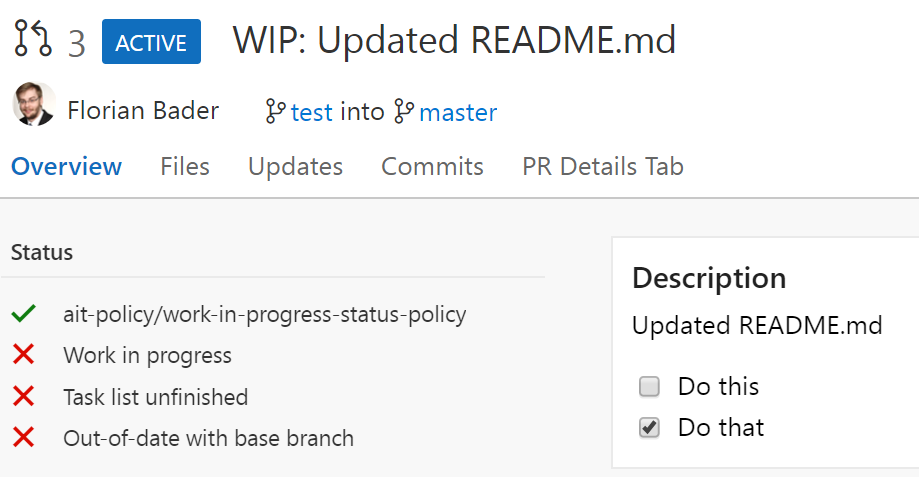 3 ACTIVE WIP: Updated README.md
Florian Bader test into master
Overview Files Updates Commits PR Details Tab
Status
ait-policy/work-in-progress-status-policy
Work in progress
Task list unfinished
Out-of-date with base branch
Description
Updated README.md
Do this
Do that